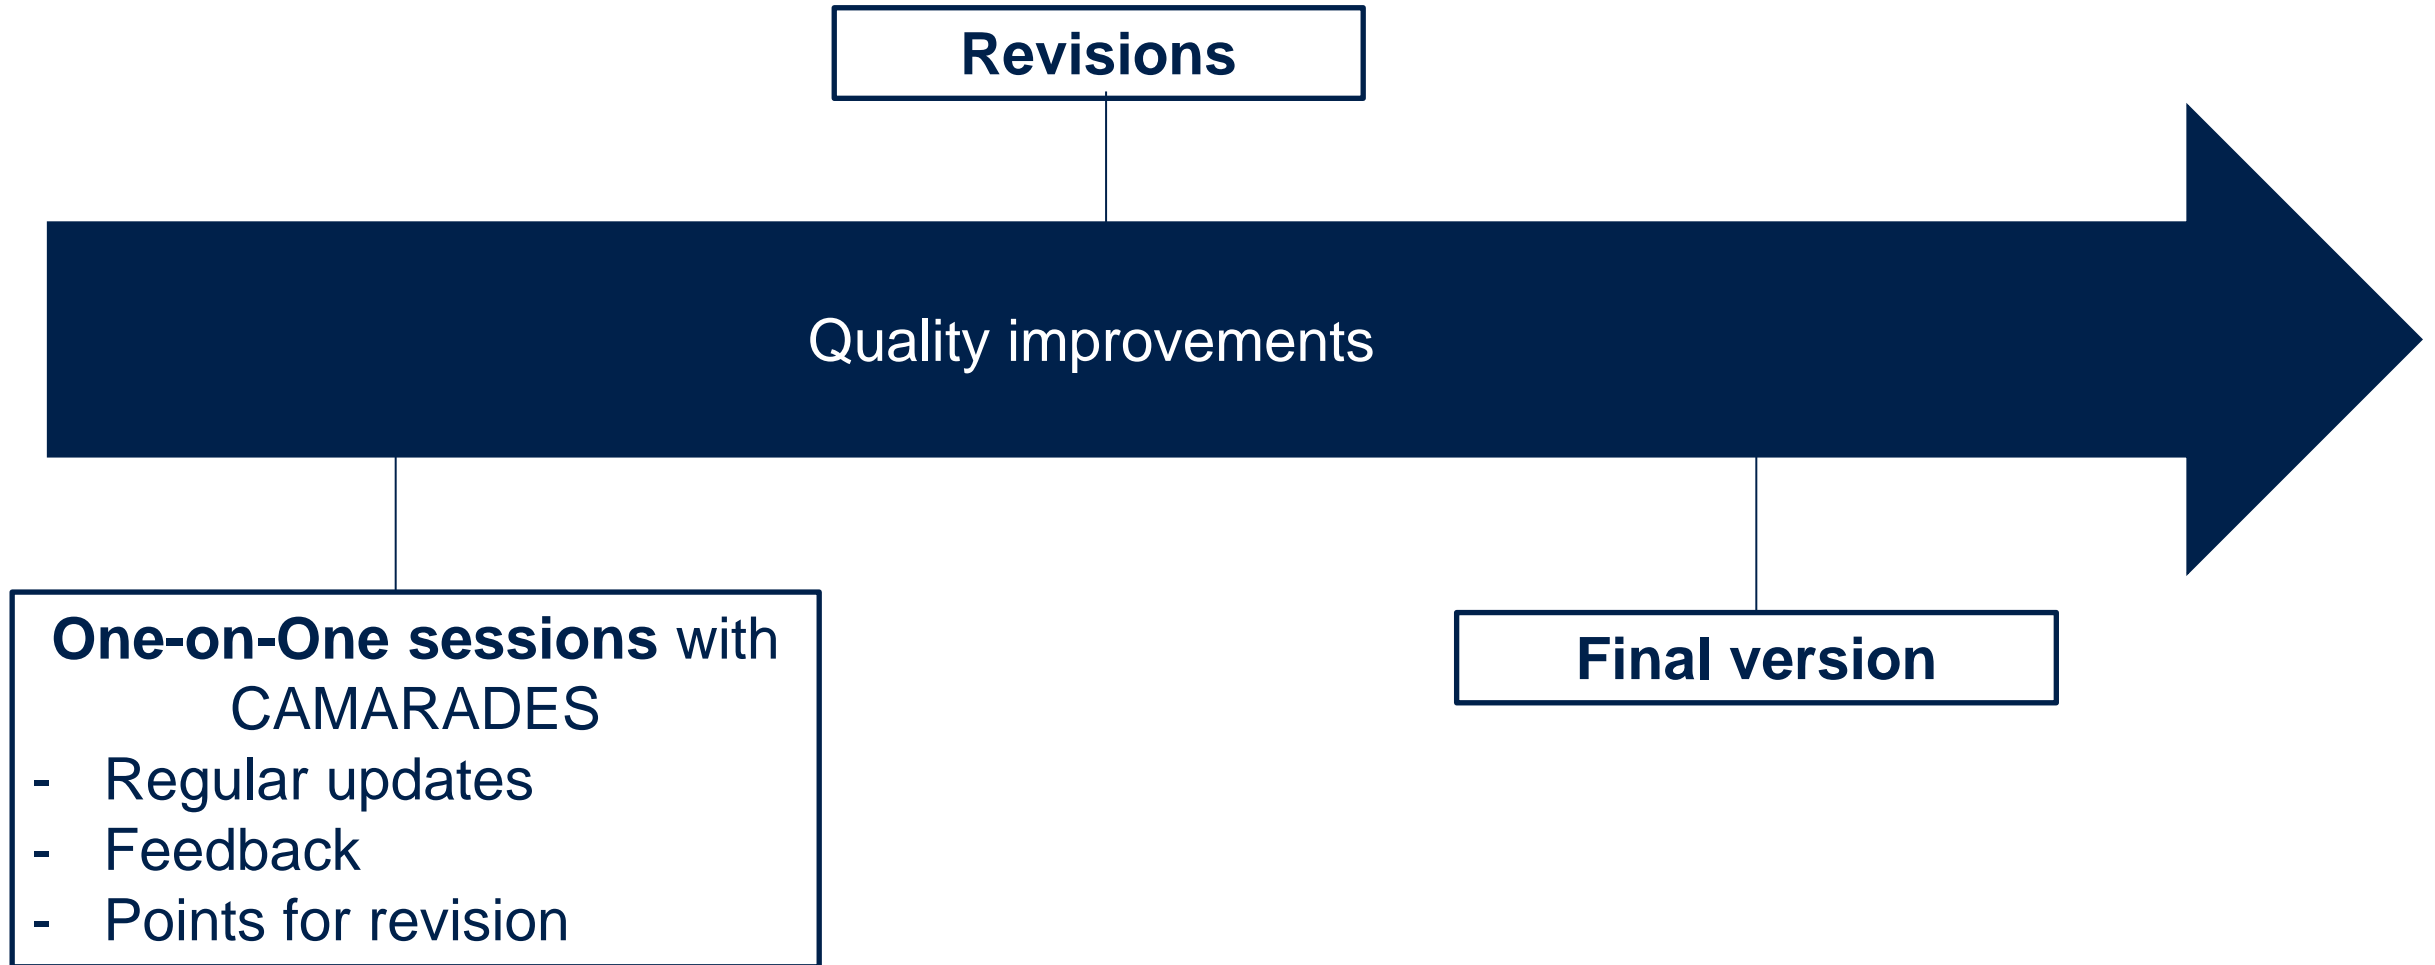 Revisions
Quality improvements
One-on-One sessions with
CAMARADES
- Regular updates
- Feedback
- Points for revision
Final version